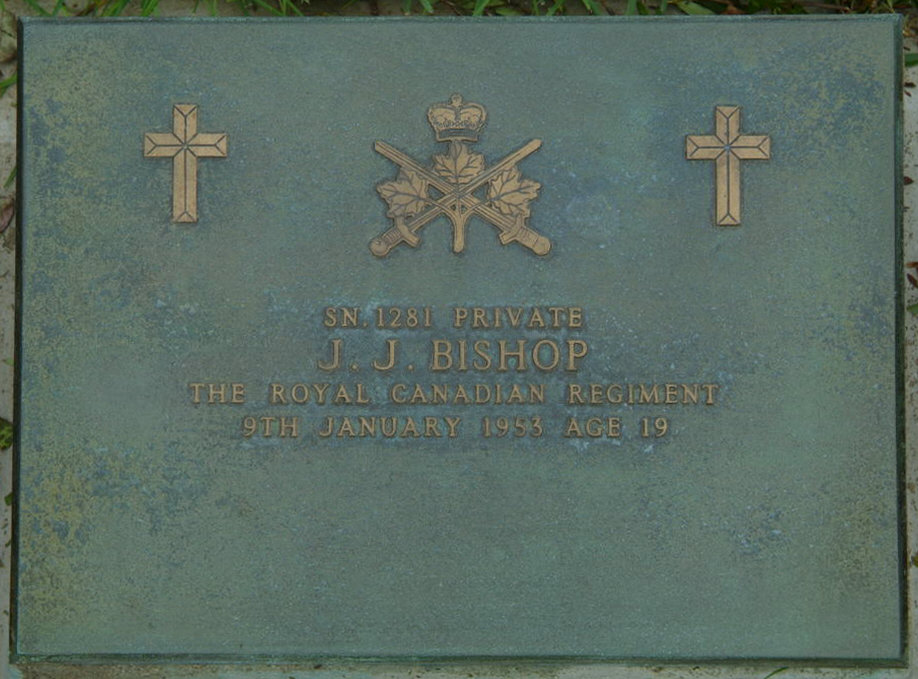 SN. 1281 PRIVATE
J. J. BISHOP
THE ROYAL CANADIAN REGIMENT
9TH JANUARY 1953 AGE 19